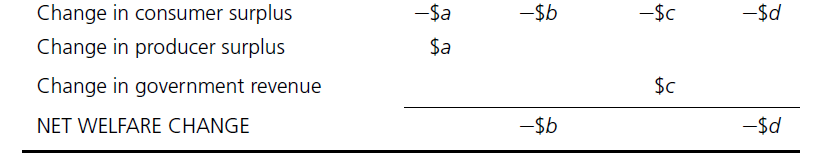 Change in consumer surplus −$a −$b −$c −$d
Change in producer surplus $a
Change in government revenue $c
NET WELFARE CHANGE −$b −$d